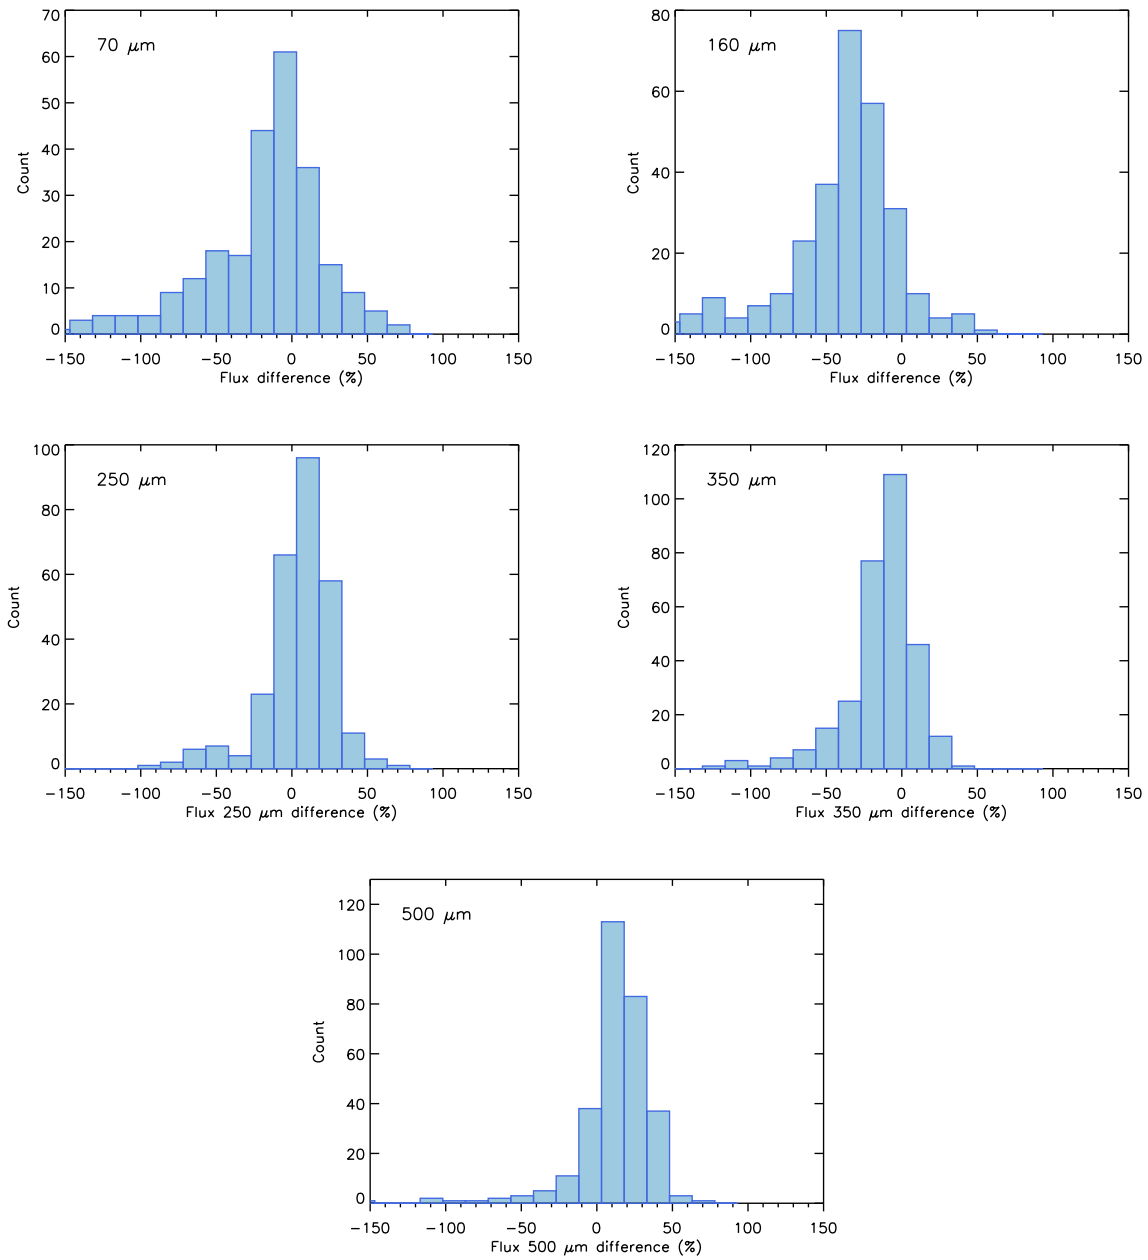 70
60
50
40
30
20
10
0
Count
70 μm
−150 −100 −50 0 50 100 150
Flux difference (%)
80
60
40
20
0
Count
160 μm
−150 −100 −50 0 50 100 150
Flux difference (%)
100
80
60
40
20
0
Count
250 μm
−150 −100 −50 0 50 100 150
Flux 250 μm difference (%)
120
100
80
60
40
20
0
Count
350 μm
−150 −100 −50 0 50 100 150
Flux 350 μm difference (%)
120
100
80
60
40
20
0
Count
500 μm
−150 −100 −50 0 50 100 150
Flux 500 μm difference (%)